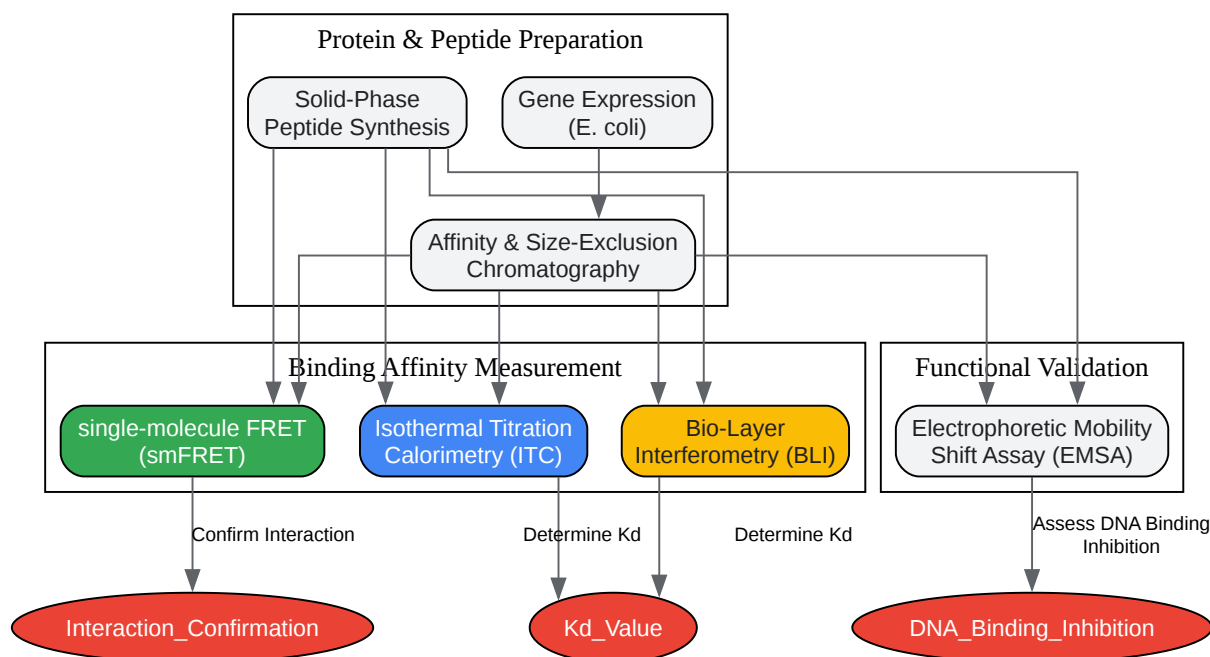 Protein & Peptide Preparation
Solid-Phase
Peptide Synthesis
Gene Expression
(E. coli)
Affinity & Size-Exclusion
Chromatography
Binding Affinity Measurement
single-molecule FRET
(smFRET)
Isothermal Titration
Calorimetry (ITC)
Bio-Layer
Interferometry (BLI)
Functional Validation
Electrophoretic Mobility
Shift Assay (EMSA)
Confirm Interaction
Determine Kd
Determine Kd
Assess DNA Binding
Inhibition
Interaction_Confirmation
Kd_Value
DNA_Binding_Inhibition